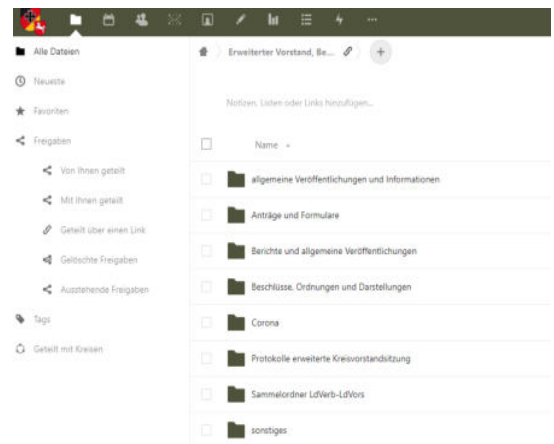 Alle Dateien
Neueste
Favoriten
Freigaben
Von Ihnen geteilt
Mit Ihnen geteilt
Geteilt über einen Link
Gelöschte Freigaben
Ausstehende Freigaben
Tags
Geteilt mit Kreisen
Erweiterter Vorstand, Be...
Notizen, Listen oder Links hinzufügen...
Name
allgemeine Veröffentlichungen und Informationen
Anträge und Formulare
Berichte und allgemeine Veröffentlichungen
Beschlüsse, Ordnungen und Darstellungen
Corona
Protokolle erweiterte Kreisvorstandsitzung
Sammelordner LdVerb-LdVors
sonstiges